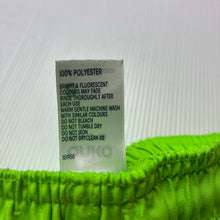 100% POLYESTER
BRIGHT & FLUORESCENT
COLOURS MAY FADE
RINSE THOROUGHLY AFTER
EACH USE
WARM GENTLE MACHINE WASH
WITH SIMILAR COLOURS
DO NOT BLEACH
DO NOT TUMBLE DRY
DO NOT IRON
DO NOT DRYCLEAN